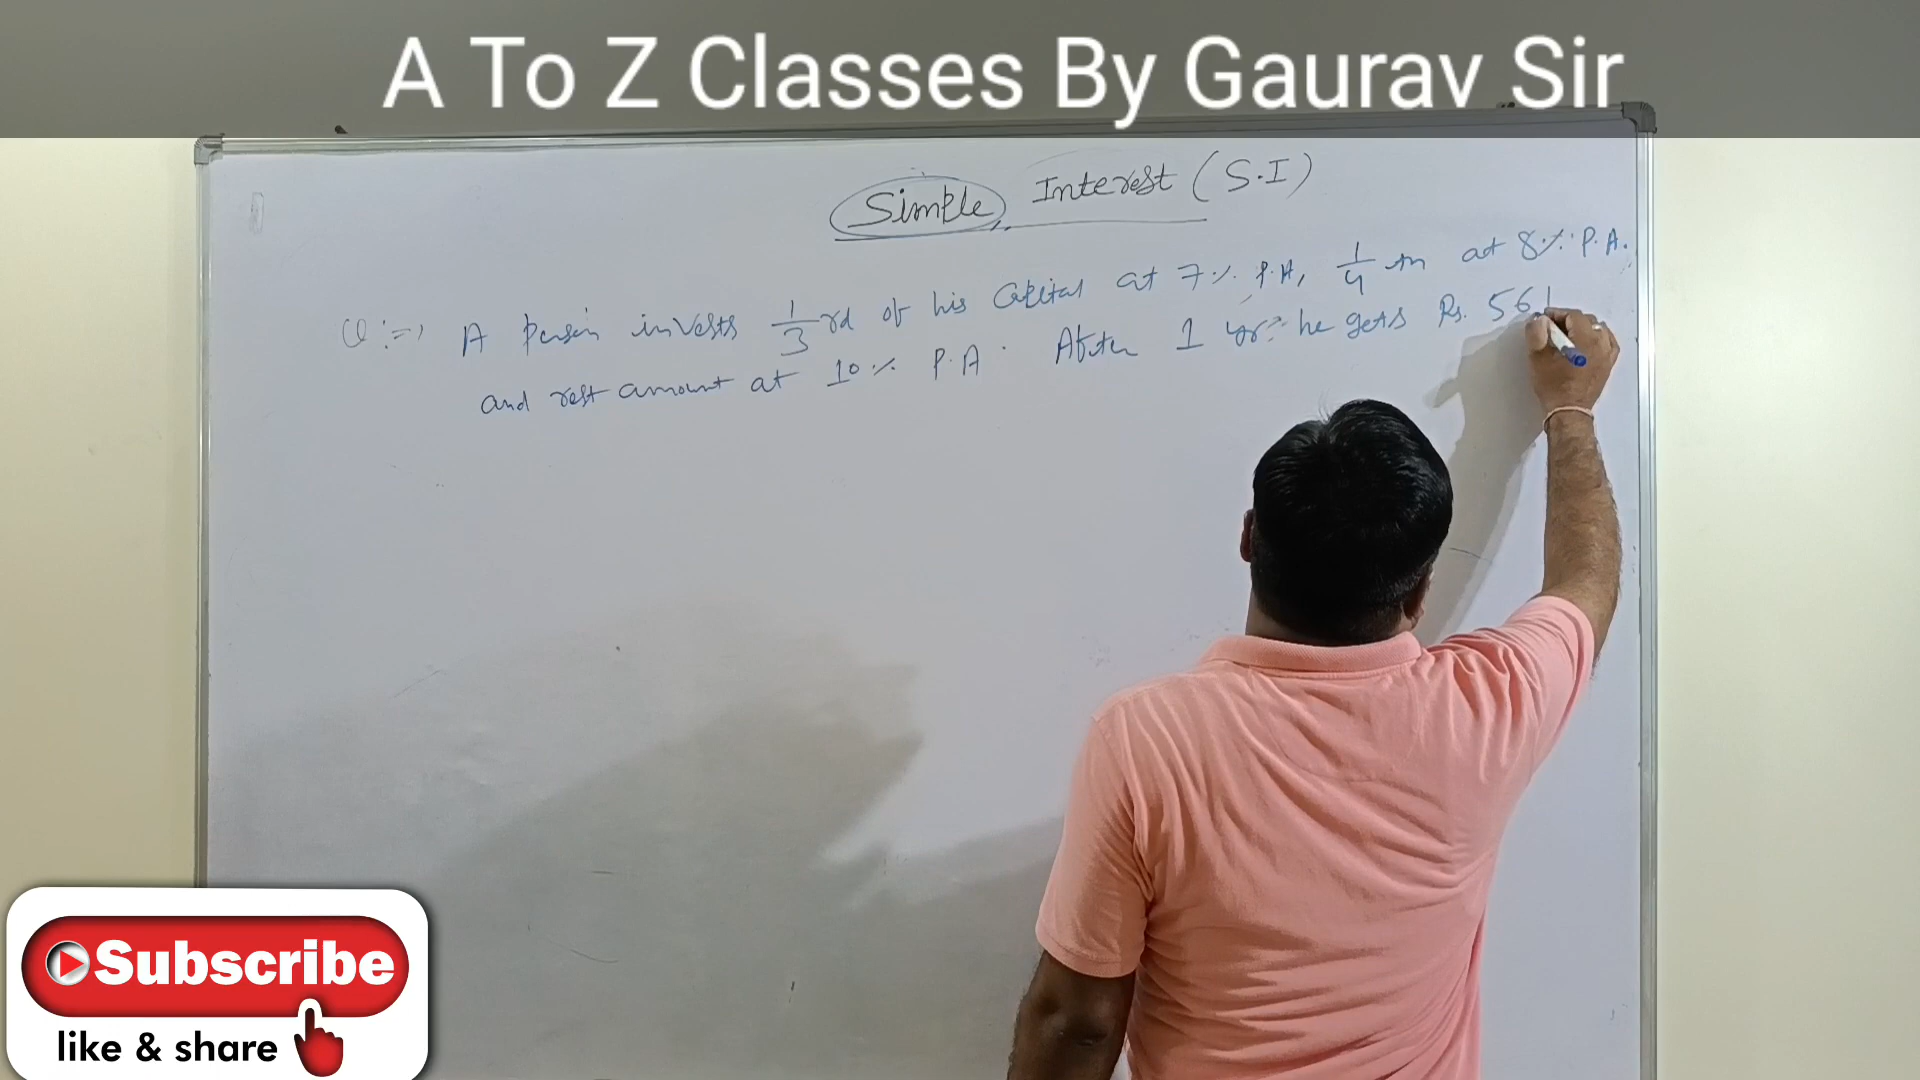 A To Z Classes By Gaurav Sir
Simple Interest (S.I)
Q:⇒ A person invests 1/3 rd of his Capital at 7% P.A, 1/4 th at 8% P.A.
and rest amount at 10% P.A. After 1 yr. he gets Rs. 561
Subscribe
like & share